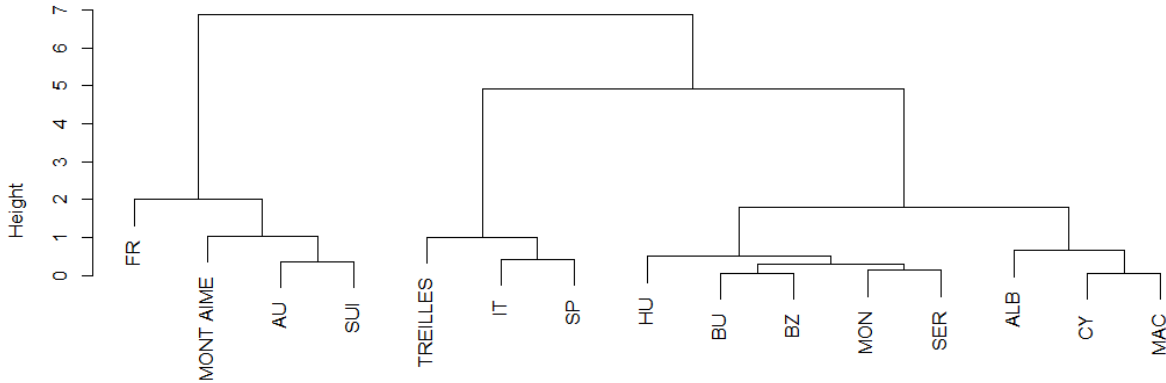 7
6
5
4
3
2
1
0
Height
FR
MONT AIME
AU
SUI
TREILLES
IT
SP
HU
BU
BZ
MON
SER
ALB
CY
MAC